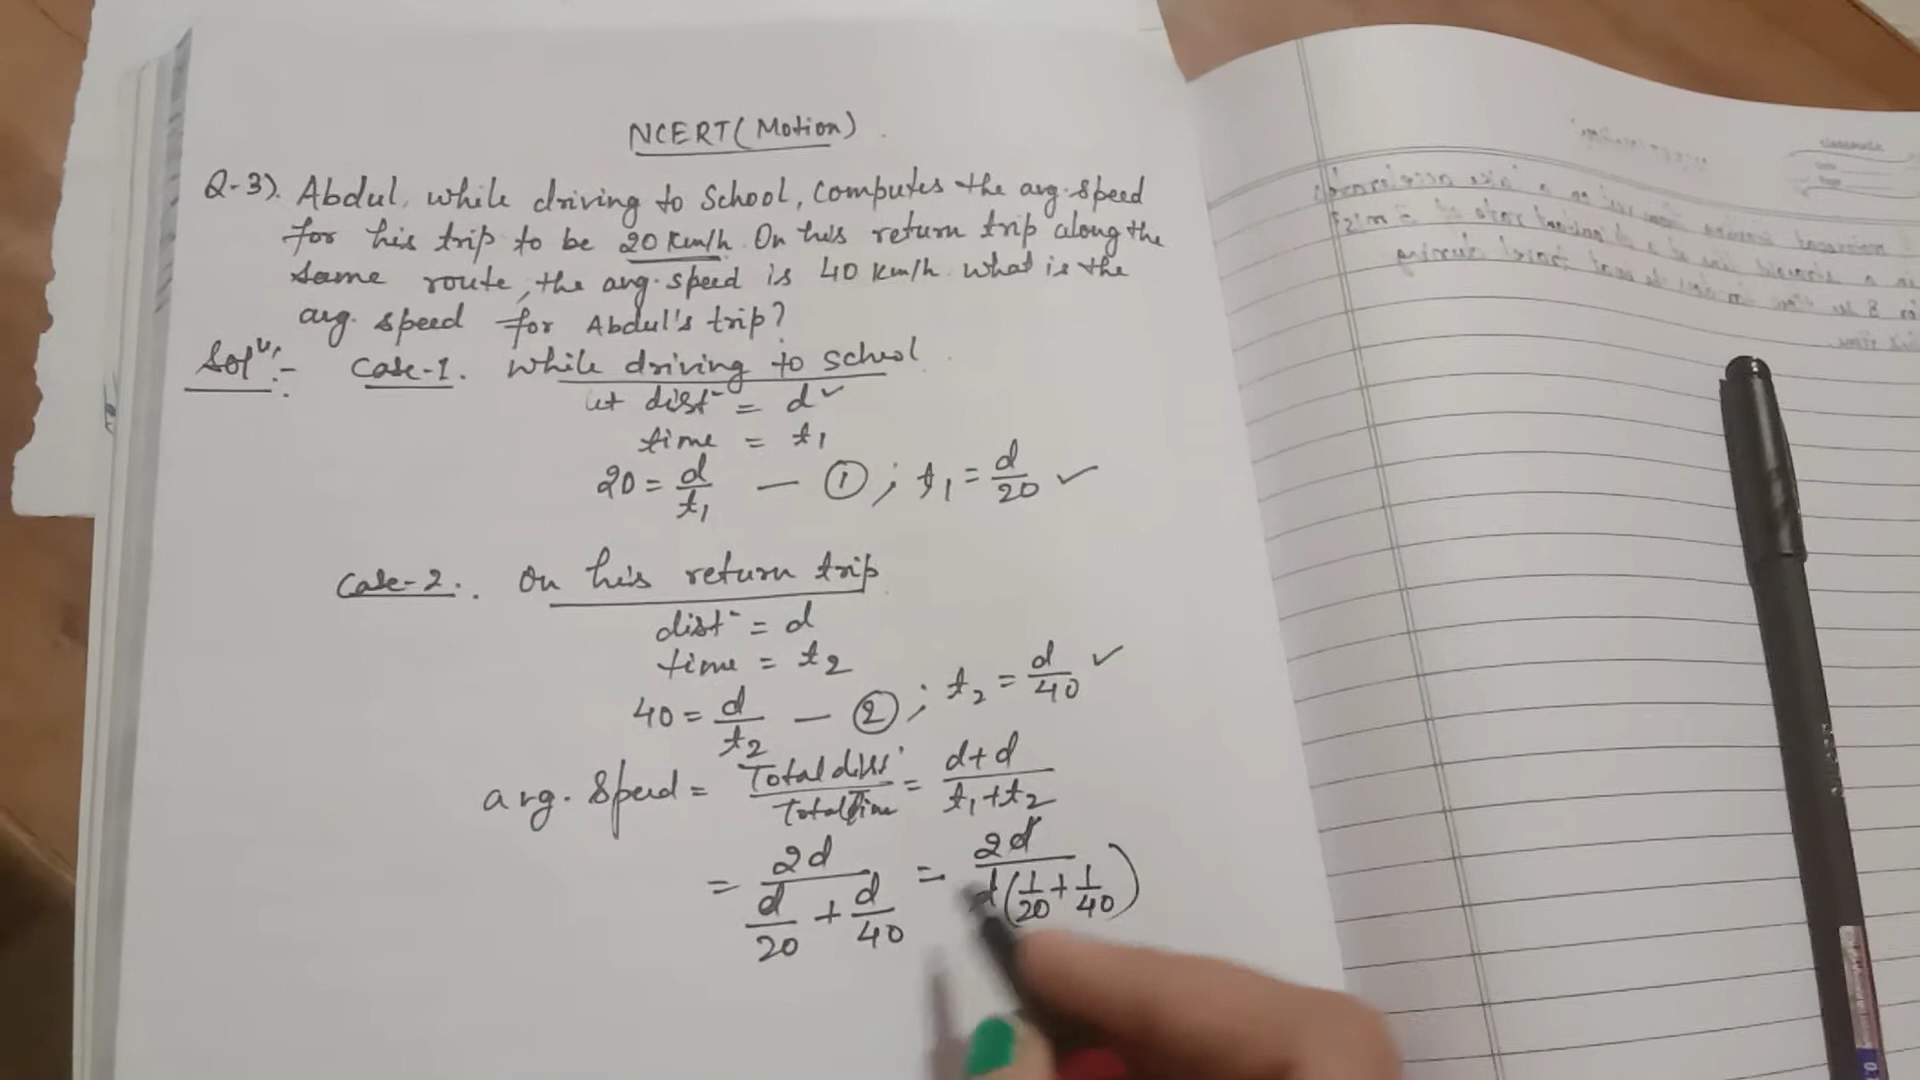 NCERT (Motion)
Q-3). Abdul, while driving to School, computes the avg. speed
for his trip to be 20 km/h. On his return trip along the
same route, the avg. speed is 40 km/h. what is the
avg. speed for Abdul's trip?
Solⁿ:- Case-1. While driving to school
let dist = d ✓
time = t₁
20 = d/t₁ — ①; t₁ = d/20 ✓
Case-2. On his return trip
dist = d
time = t₂
40 = d/t₂ — ②; t₂ = d/40 ✓
avg. Speed = Total dis/Total Time = d+d/t₁+t₂
= 2d/(d/20 + d/40) = 2d/d(1/20 + 1/40)
classmate